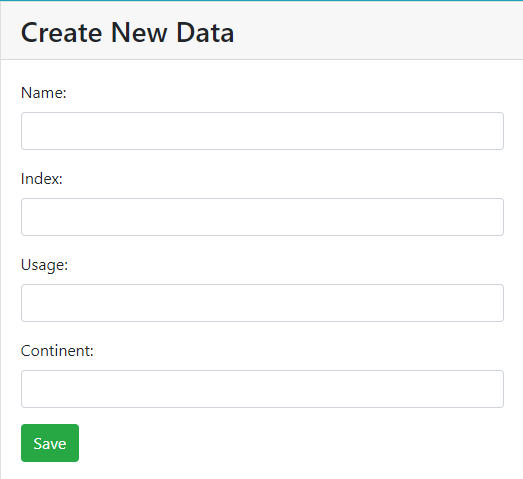 Create New Data
Name:
Index:
Usage:
Continent:
Save